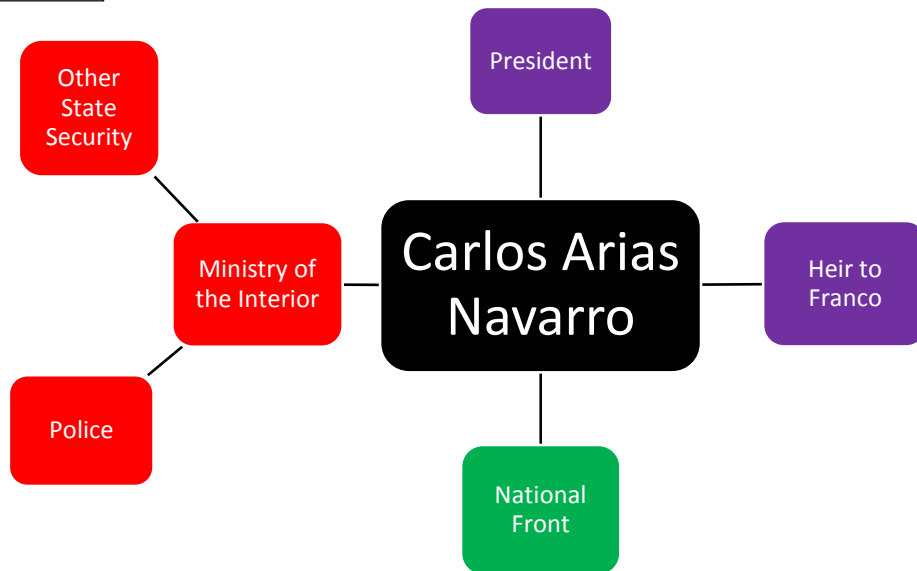 President
Other
State
Security
Carlos Arias
Navarro
Ministry of
the Interior
Heir to
Franco
Police
National
Front